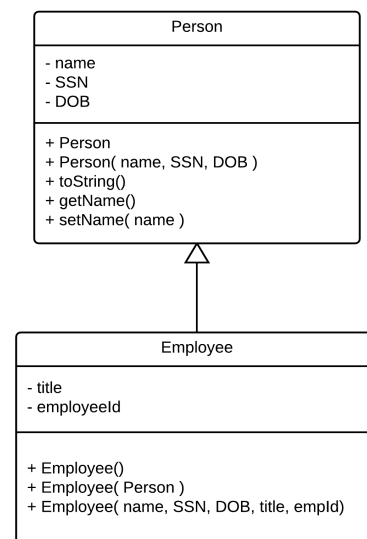 Person
- name
- SSN
- DOB
+ Person
+ Person( name, SSN, DOB )
+ toString()
+ getName()
+ setName( name )
Employee
- title
- employeeId
+ Employee()
+ Employee( Person )
+ Employee( name, SSN, DOB, title, empId)